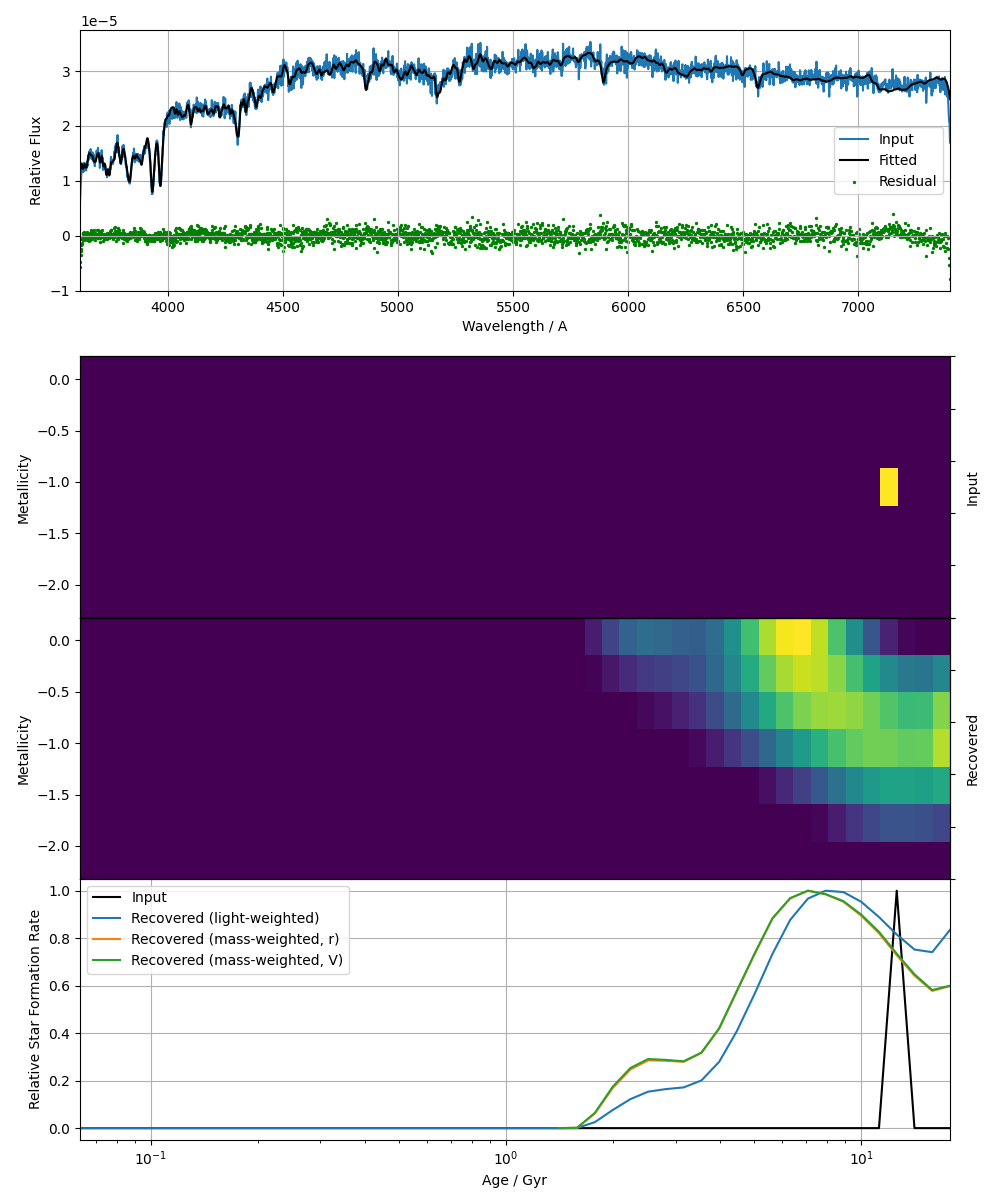 1e−5
3
2
1
0
−1
Relative Flux
Input
Fitted
Residual
4000 4500 5000 5500 6000 6500 7000
Wavelength / A
0.0
−0.5
−1.0
−1.5
−2.0
Metallicity
Input
0.0
−0.5
−1.0
−1.5
−2.0
Metallicity
Recovered
1.0
0.8
0.6
0.4
0.2
0.0
Relative Star Formation Rate
Input
Recovered (light-weighted)
Recovered (mass-weighted, r)
Recovered (mass-weighted, V)
10⁻¹ 10⁰ 10¹
Age / Gyr